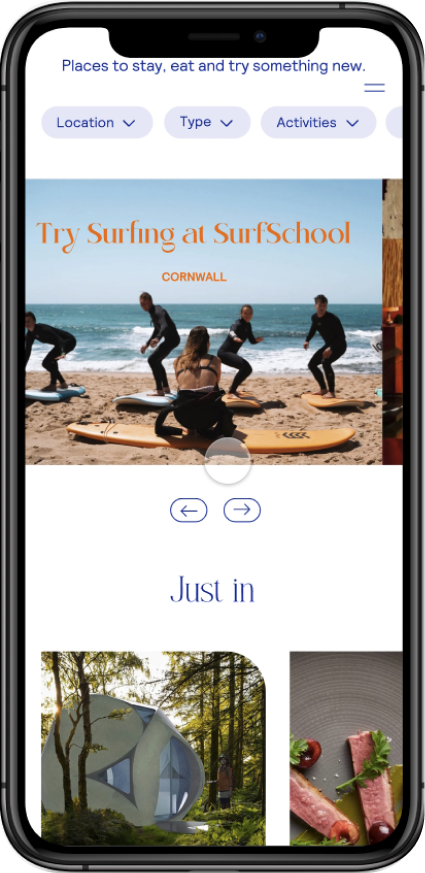 Places to stay, eat and try something new.
Location Type Activities
Try Surfing at SurfSchool
CORNWALL
Just in